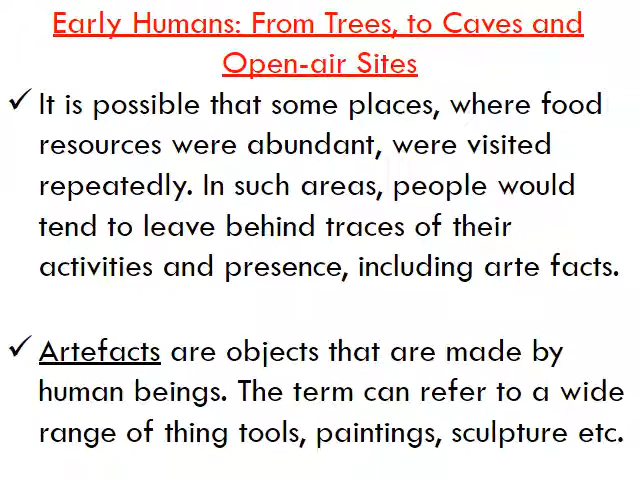 Early Humans: From Trees, to Caves and
Open-air Sites
✓ It is possible that some places, where food
resources were abundant, were visited
repeatedly. In such areas, people would
tend to leave behind traces of their
activities and presence, including arte facts.
✓ Artefacts are objects that are made by
human beings. The term can refer to a wide
range of thing tools, paintings, sculpture etc.